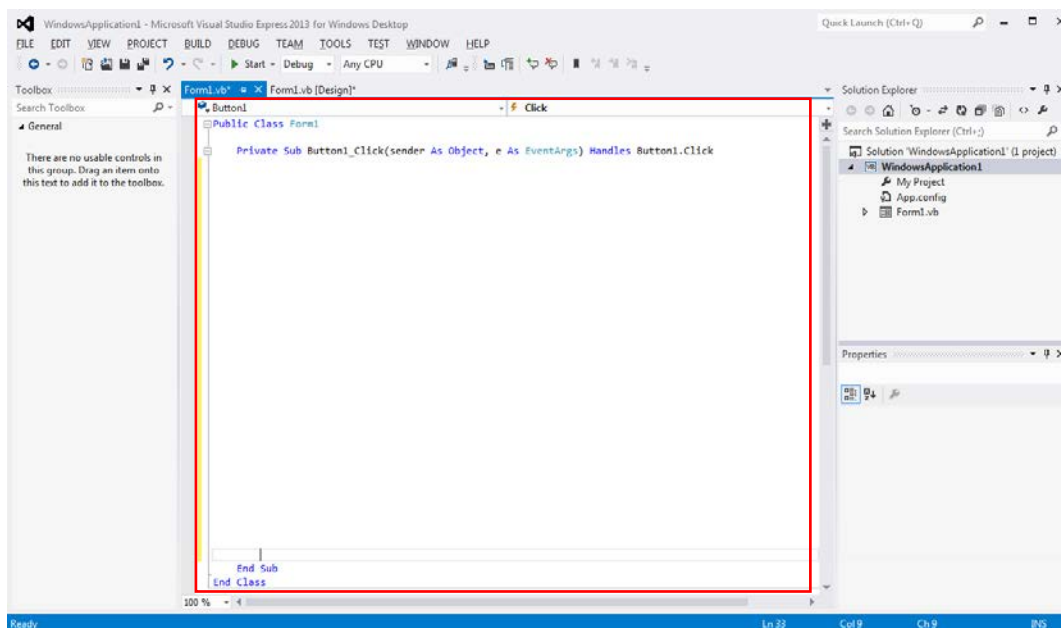 WindowsApplication1 - Microsoft Visual Studio Express 2013 for Windows Desktop
Quick Launch (Ctrl+Q)
FILE EDIT VIEW PROJECT BUILD DEBUG TEAM TOOLS TEST WINDOW HELP
Start Debug Any CPU
Toolbox
Form1.vb* Form1.vb [Design]*
Solution Explorer
Search Toolbox
Button1 Click
General
Public Class Form1
Search Solution Explorer (Ctrl+;)
Private Sub Button1_Click(sender As Object, e As EventArgs) Handles Button1.Click
Solution 'WindowsApplication1' (1 project)
There are no usable controls in
this group. Drag an item onto
this text to add it to the toolbox.
WindowsApplication1
My Project
App.config
Form1.vb
Properties
End Sub
End Class
100 %
Ready Ln 33 Col 9 Ch 9 INS